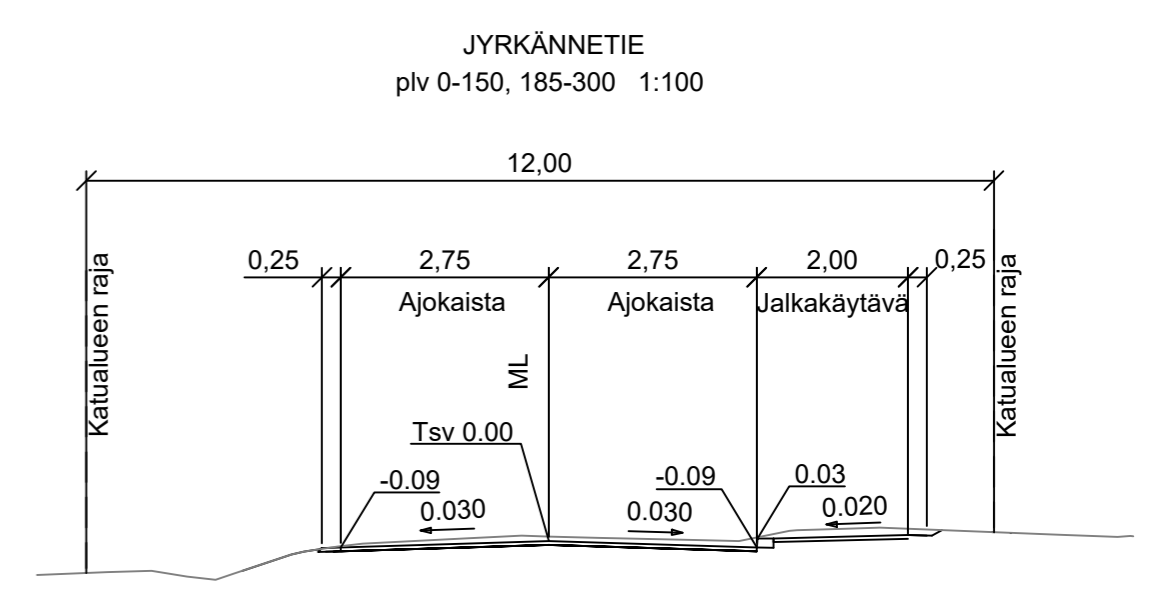 JYRKÄNNETIE
plv 0-150, 185-300 1:100
12,00
0,25
2,75
2,75
2,00
0,25
Ajokaista
Ajokaista
Jalkakäytävä
Katualueen raja
Katualueen raja
ML
Tsv 0.00
-0.09
-0.09
0.03
0.030
0.030
0.020